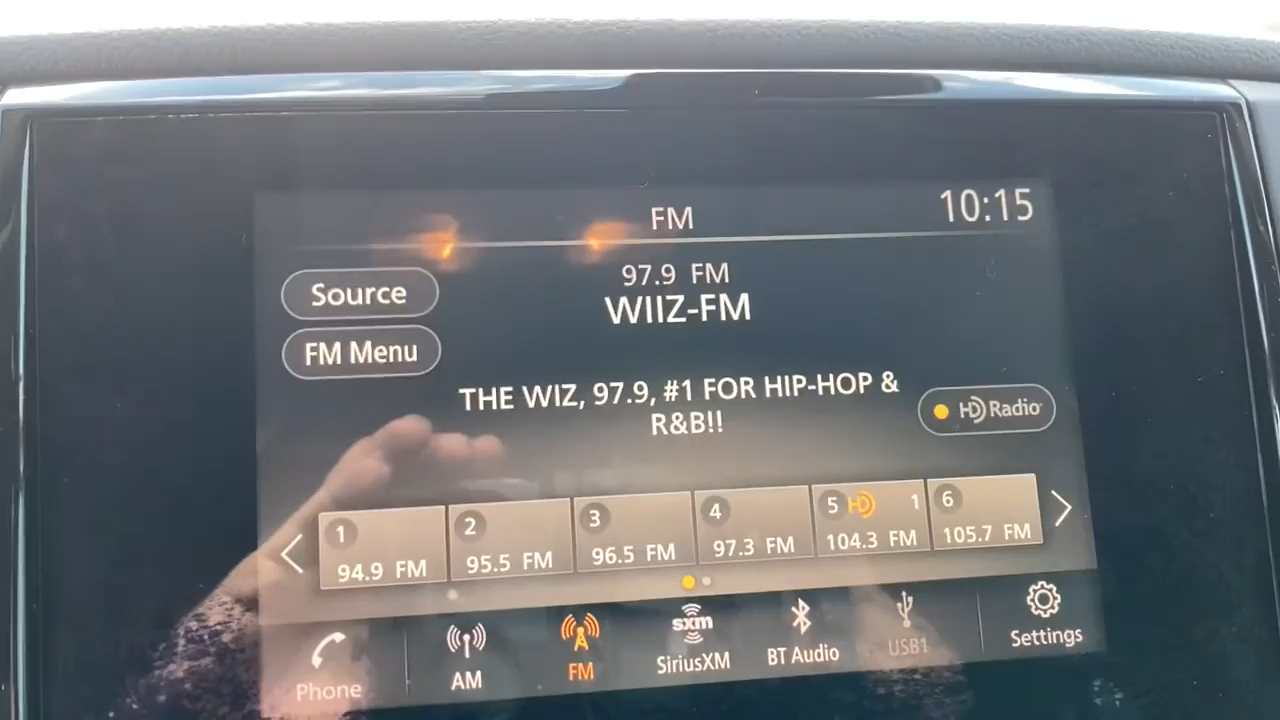 FM
10:15
97.9 FM
WIIZ-FM
Source
FM Menu
THE WIZ, 97.9, #1 FOR HIP-HOP &
R&B!!
HD Radio
1
94.9 FM
2
95.5 FM
3
96.5 FM
4
97.3 FM
5 HD 1
104.3 FM
6
105.7 FM
Phone
AM
FM
sxm
SiriusXM
BT Audio
USB1
Settings